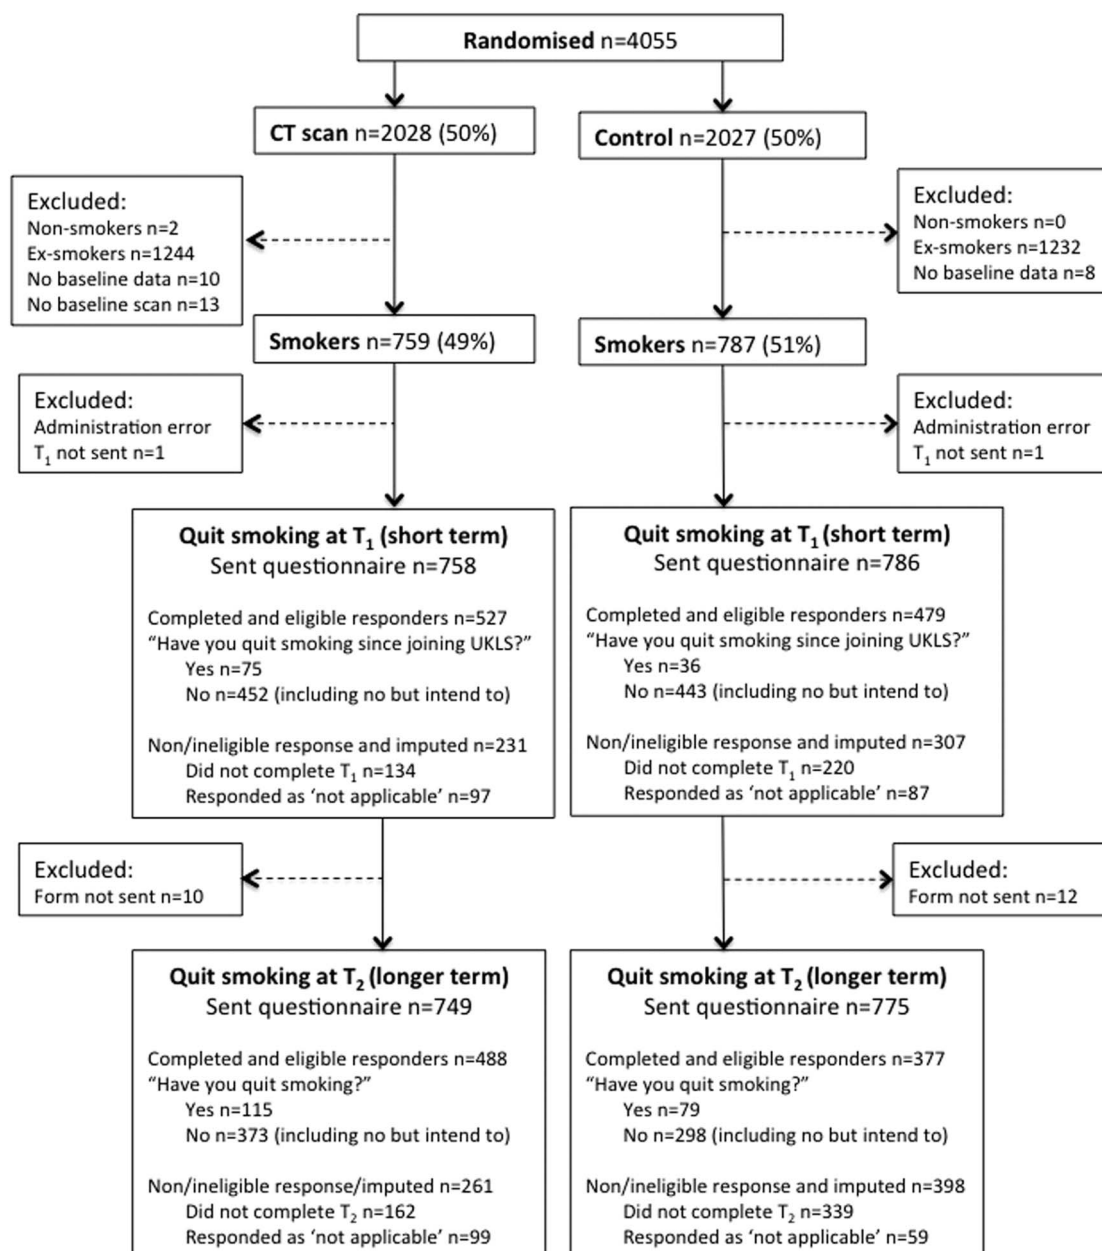 Randomised n=4055
CT scan n=2028 (50%)
Control n=2027 (50%)
Excluded:
Non-smokers n=2
Ex-smokers n=1244
No baseline data n=10
No baseline scan n=13
Excluded:
Non-smokers n=0
Ex-smokers n=1232
No baseline data n=8
Smokers n=759 (49%)
Smokers n=787 (51%)
Excluded:
Administration error
T1 not sent n=1
Excluded:
Administration error
T1 not sent n=1
Quit smoking at T1 (short term)
Sent questionnaire n=758
Completed and eligible responders n=527
“Have you quit smoking since joining UKLS?”
Yes n=75
No n=452 (including no but intend to)
Non/ineligible response and imputed n=231
Did not complete T1 n=134
Responded as ‘not applicable’ n=97
Quit smoking at T1 (short term)
Sent questionnaire n=786
Completed and eligible responders n=479
“Have you quit smoking since joining UKLS?”
Yes n=36
No n=443 (including no but intend to)
Non/ineligible response and imputed n=307
Did not complete T1 n=220
Responded as ‘not applicable’ n=87
Excluded:
Form not sent n=10
Excluded:
Form not sent n=12
Quit smoking at T2 (longer term)
Sent questionnaire n=749
Completed and eligible responders n=488
“Have you quit smoking?”
Yes n=115
No n=373 (including no but intend to)
Non/ineligible response/imputed n=261
Did not complete T2 n=162
Responded as ‘not applicable’ n=99
Quit smoking at T2 (longer term)
Sent questionnaire n=775
Completed and eligible responders n=377
“Have you quit smoking?”
Yes n=79
No n=298 (including no but intend to)
Non/ineligible response and imputed n=398
Did not complete T2 n=339
Responded as ‘not applicable’ n=59